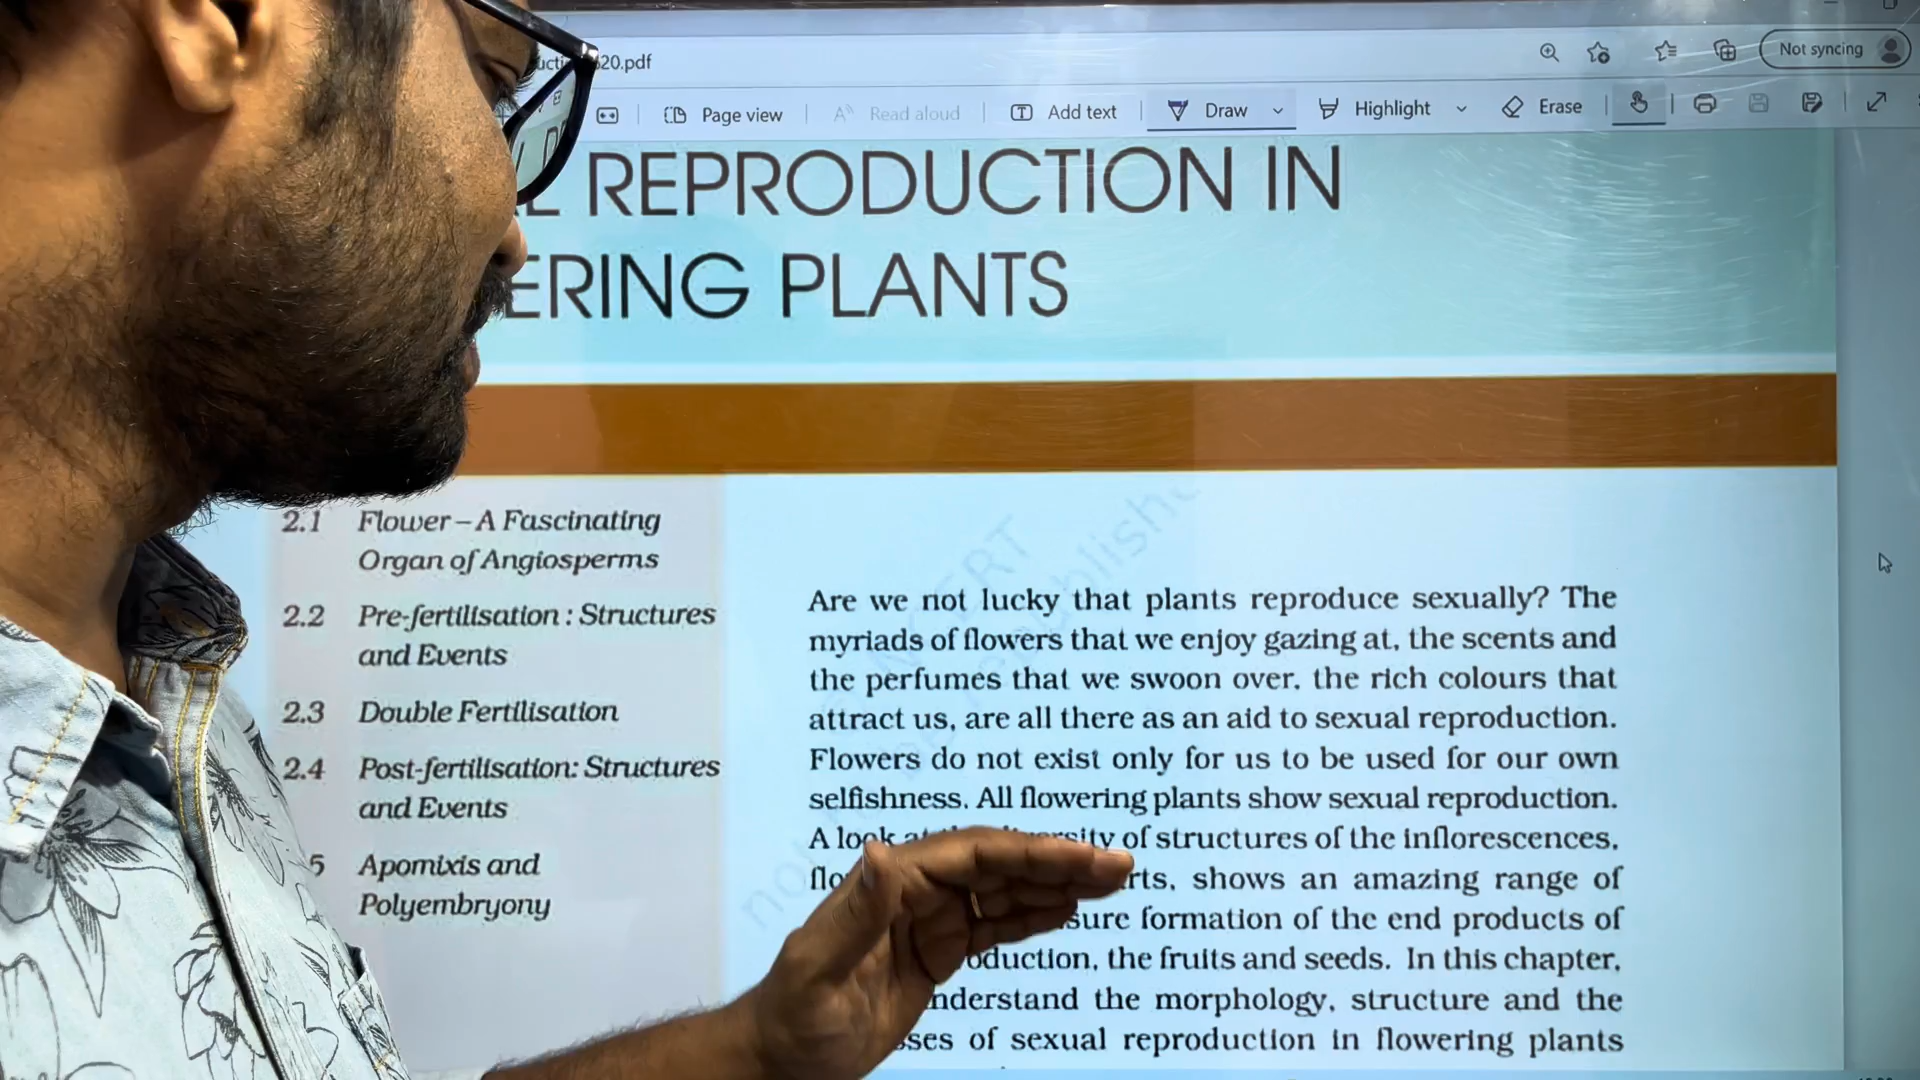 20.pdf
Not syncing
Page view
Read aloud
Add text
Draw
Highlight
Erase
REPRODUCTION IN
ERING PLANTS
2.1 Flower – A Fascinating
Organ of Angiosperms
2.2 Pre-fertilisation : Structures
and Events
2.3 Double Fertilisation
2.4 Post-fertilisation: Structures
and Events
5 Apomixis and
Polyembryony
Are we not lucky that plants reproduce sexually? The
myriads of flowers that we enjoy gazing at, the scents and
the perfumes that we swoon over, the rich colours that
attract us, are all there as an aid to sexual reproduction.
Flowers do not exist only for us to be used for our own
selfishness. All flowering plants show sexual reproduction.
A look of structures of the inflorescences,
shows an amazing range of
formation of the end products of
oduction, the fruits and seeds. In this chapter,
nderstand the morphology, structure and the
sses of sexual reproduction in flowering plants